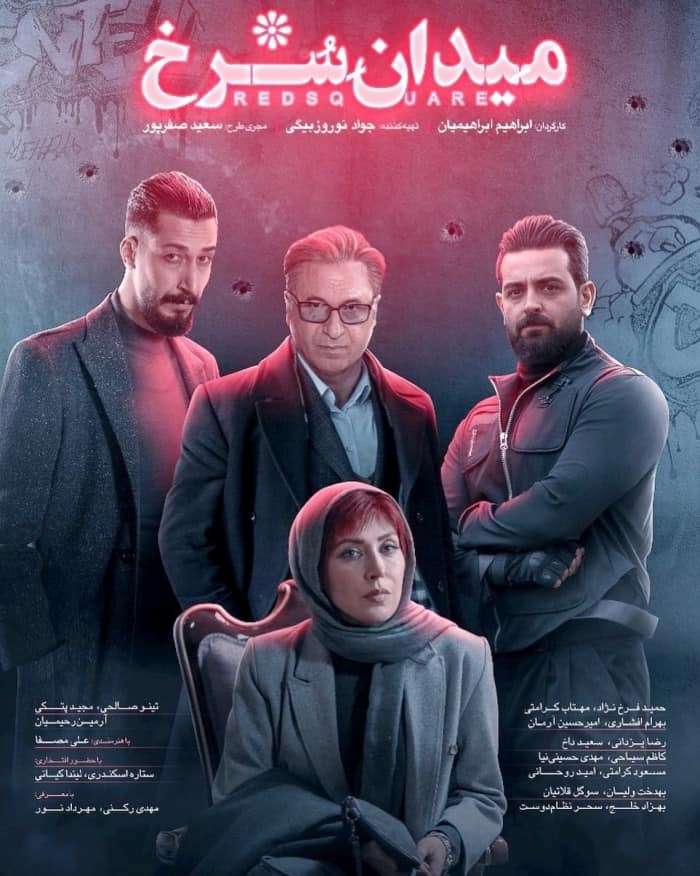 میدان سُرخ
REDSQUARE
کارگردان: ابراهیم ابراهیمیان | تهیه‌کننده: جواد نوروزبیگی | مجری طرح: سعید صفرپور
حمید فرخ نژاد، مهتاب کرامتی
بهرام افشاری، امیرحسین آرمان
رضا یزدانی، سعید داخ
کاظم سیاحی، مهدی حسینی‌نیا
مسعود کرامتی، امید روحانی
بهدخت ولیان، سوگل قلاتیان
بهزاد خلج، سحر نظام‌دوست
تینو صالحی، مجید پتکی
آرمین رحیمیان
با هنرمندی: علی مصفا
با حضور افتخاری:
ستاره اسکندری، لیندا کیانی
با معرفی:
مهدی رکنی، مهرداد نور